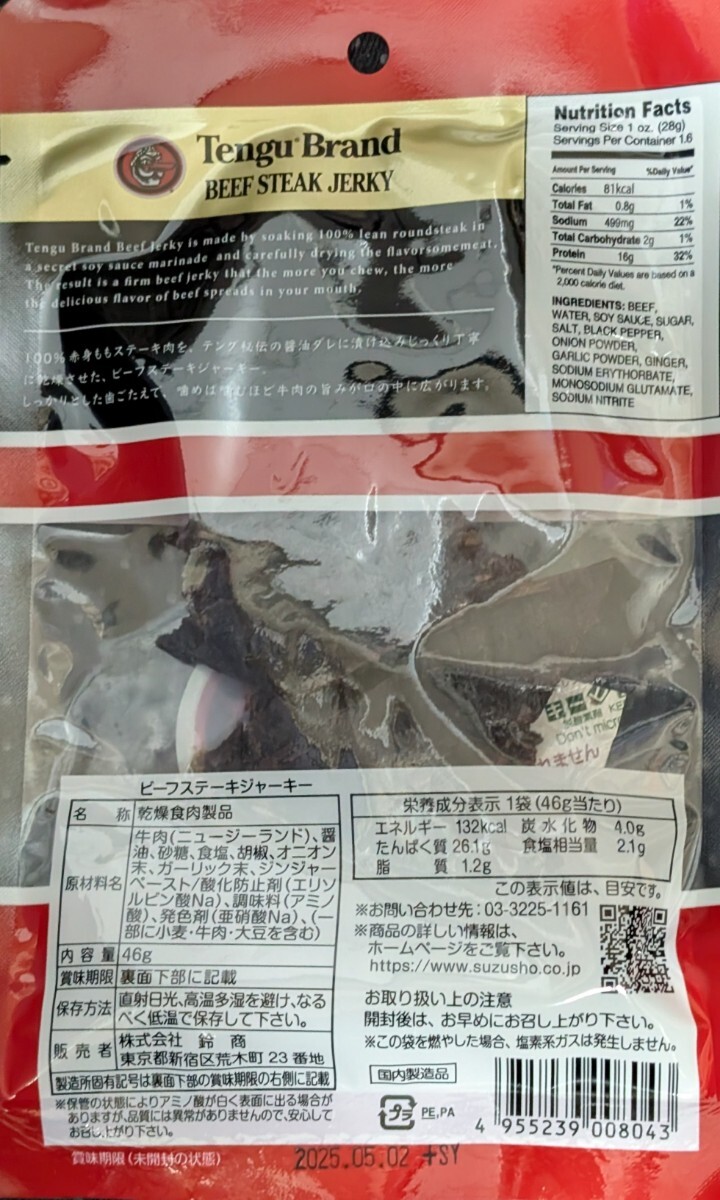 Tengu Brand
BEEF STEAK JERKY
Tengu Brand Beef Jerky is made by soaking 100% lean roundsteak in
a secret soy sauce marinade and carefully drying the flavorsomemeat.
The result is a firm beef jerky that the more you chew, the more
the delicious flavor of beef spreads in your mouth.
100%赤身ももステーキ肉を、テング秘伝の醤油ダレに漬け込みじっくり丁寧
に乾燥させた、ビーフステーキジャーキー。
しっかりとした歯ごたえで、噛めば噛むほど牛肉の旨みが口の中に広がります。
Nutrition Facts
Serving Size 1 oz. (28g)
Servings Per Container 1.6
Amount Per Serving %Daily Value*
Calories 81kcal
Total Fat 0.8g 1%
Sodium 499mg 22%
Total Carbohydrate 2g 1%
Protein 16g 32%
*Percent Daily Values are based on a
2,000 calorie diet.
INGREDIENTS: BEEF,
WATER, SOY SAUCE, SUGAR,
SALT, BLACK PEPPER,
ONION POWDER,
GARLIC POWDER, GINGER,
SODIUM ERYTHORBATE,
MONOSODIUM GLUTAMATE,
SODIUM NITRITE
Don't micr
れません
ビーフステーキジャーキー
名称 乾燥食肉製品
原材料名 牛肉(ニュージーランド)、醤
油、砂糖、食塩、胡椒、オニオン
末、ガーリック末、ジンジャー
ペースト/酸化防止剤(エリソ
ルビン酸Na)、調味料(アミノ
酸)、発色剤(亜硝酸Na)、(一
部に小麦・牛肉・大豆を含む)
内容量 46g
賞味期限 裏面下部に記載
保存方法 直射日光、高温多湿を避け、なる
べく低温で保存して下さい。
販売者 株式会社 鈴商
東京都新宿区荒木町23番地
製造所固有記号は裏面下部の賞味期限の右側に記載
※保管の状態によりアミノ酸が白く表面に出る場合が
ありますが、品質には異常がありませんので、安心して
お召し上がり下さい。
栄養成分表示 1袋(46g当たり)
エネルギー 132kcal 炭水化物 4.0g
たんぱく質 26.1g 食塩相当量 2.1g
脂質 1.2g
この表示値は、目安です。
※お問い合わせ先:03-3225-1161
※商品の詳しい情報は、
ホームページをご覧下さい。
https://www.suzusho.co.jp
お取り扱い上の注意
開封後は、お早めにお召し上がり下さい。
※この袋を燃やした場合、塩素系ガスは発生しません。
国内製造品
プラ PE,PA
4 955239 008043
賞味期限(未開封の状態) 2025.05.02 +SY